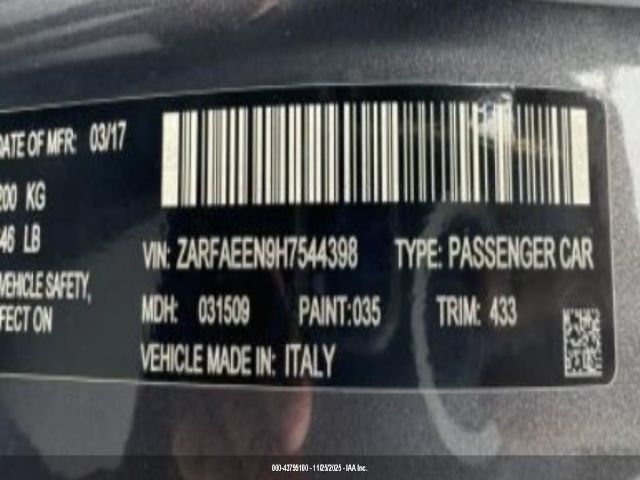 DATE OF MFR: 03/17
200 KG
46 LB
VIN: ZARFAEEN9H7544398 TYPE: PASSENGER CAR
VEHICLE SAFETY,
MDH: 031509 PAINT:035 TRIM: 433
FFECT ON
VEHICLE MADE IN: ITALY
000-43795100 - 11/25/2025 - IAA Inc.